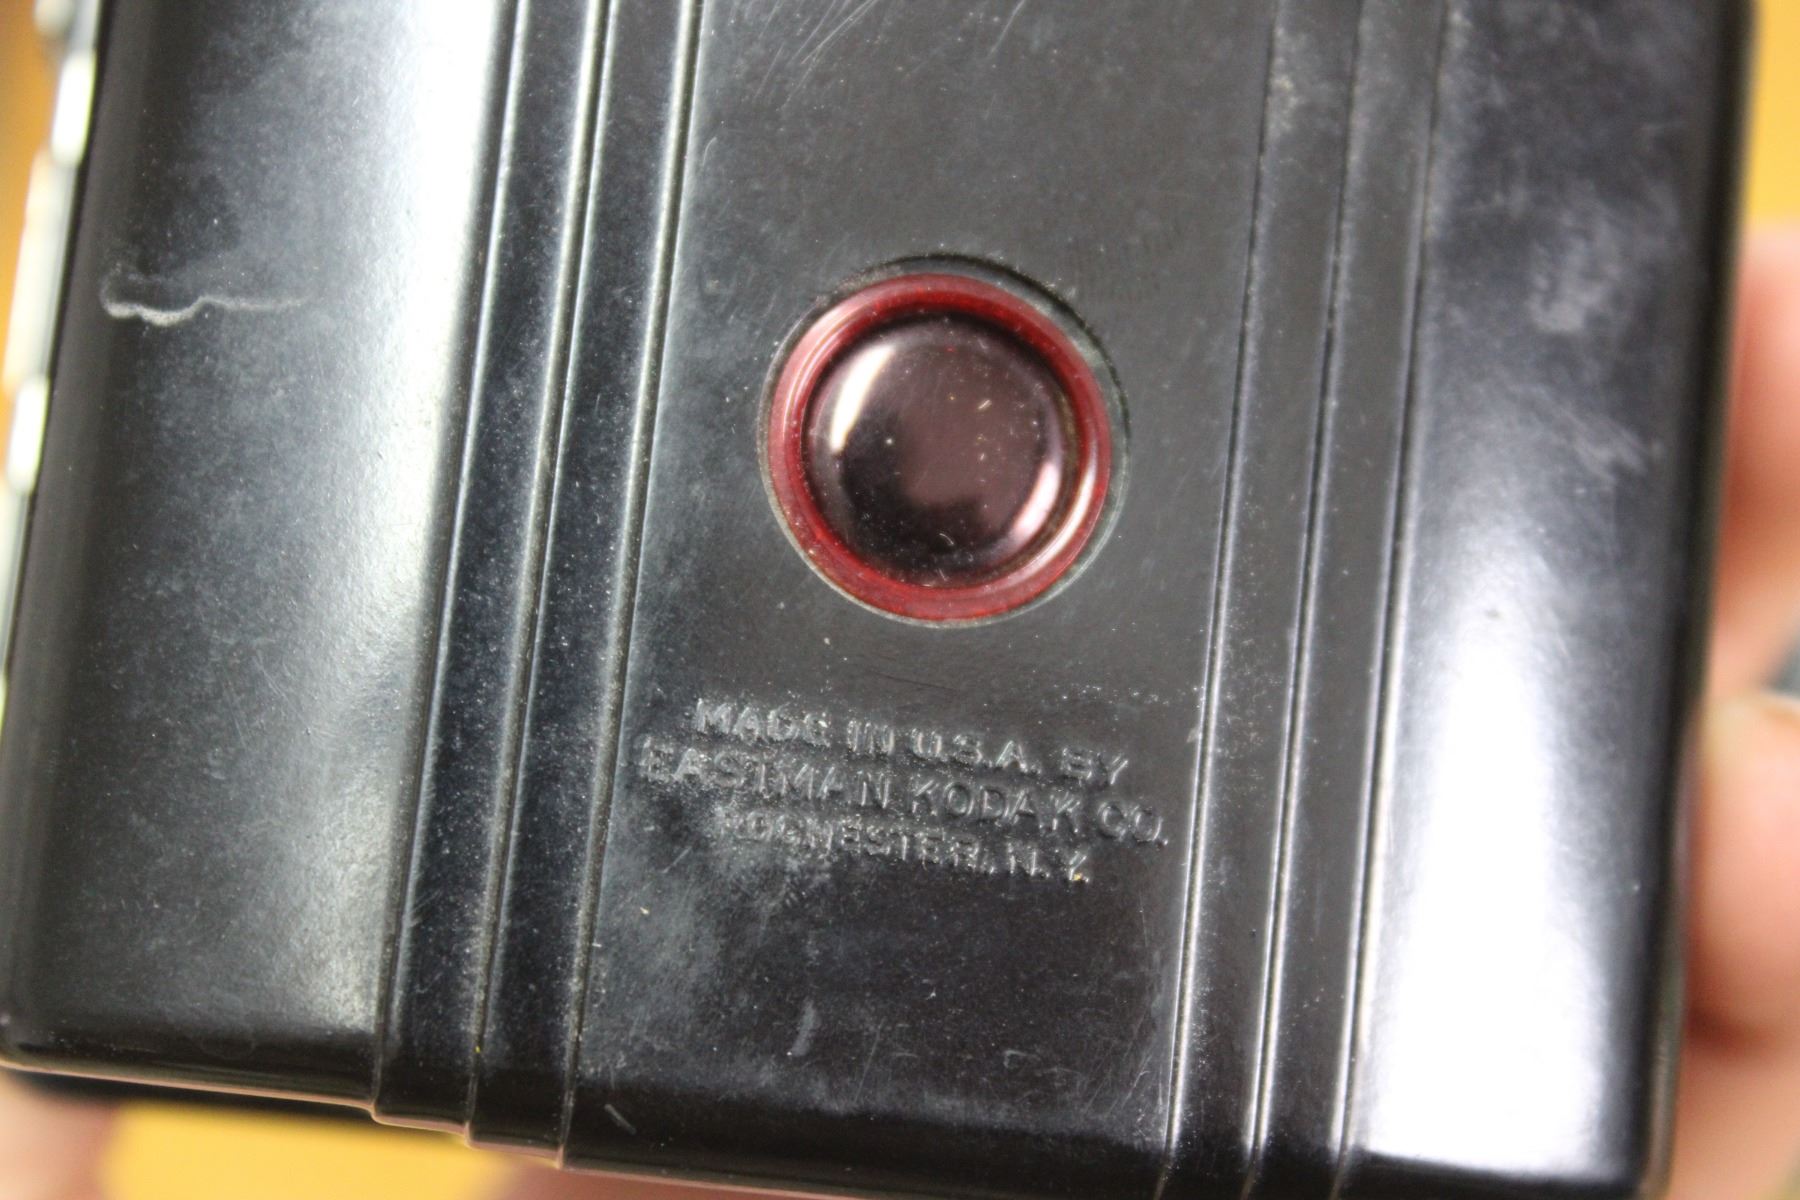 MADE IN U.S.A. BY
EASTMAN KODAK CO.
ROCHESTER, N.Y.